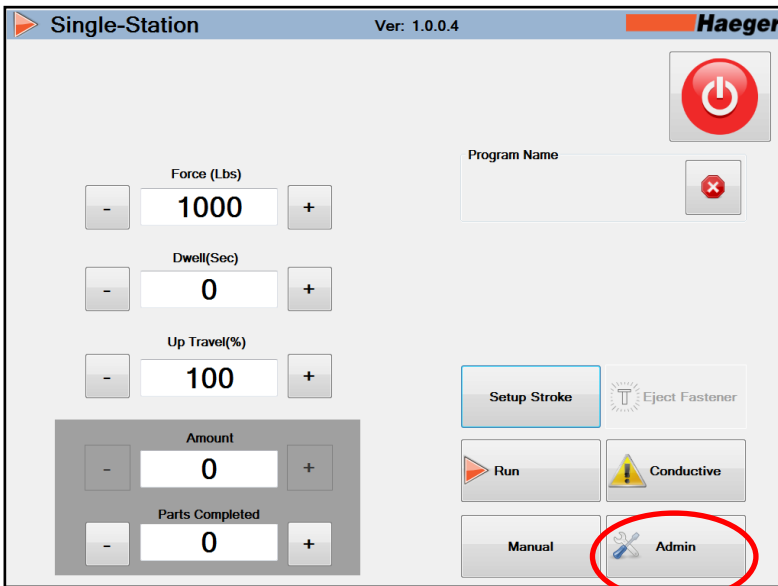 Single-Station
Ver: 1.0.0.4
Haeger
Program Name
Force (Lbs)
-
1000
+
Dwell(Sec)
-
0
+
Up Travel(%)
-
100
+
Setup Stroke
T
Eject Fastener
Amount
-
0
+
Run
Conductive
Parts Completed
-
0
+
Manual
Admin